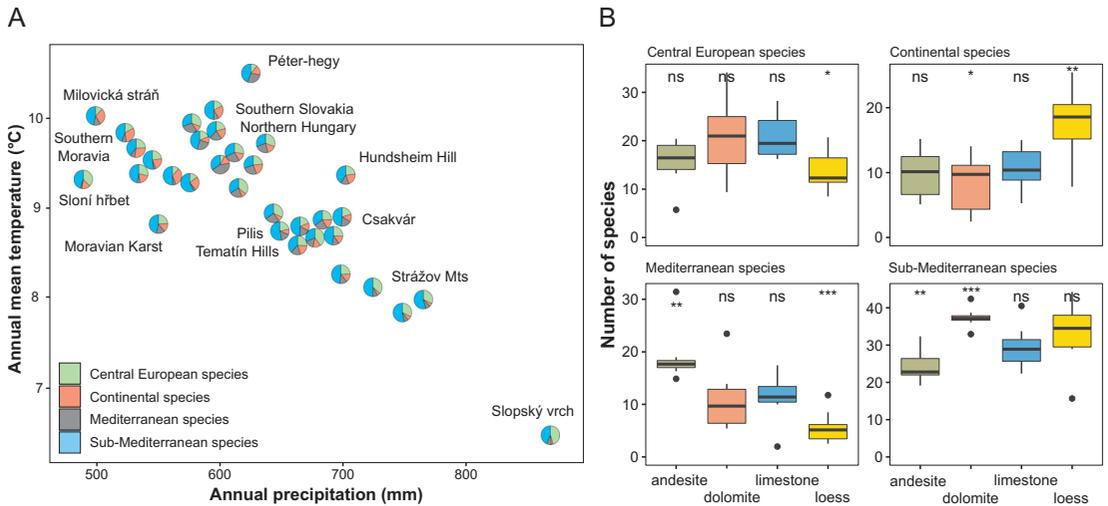 A
Annual mean temperature (°C)
10
9
8
7
Péter-hegy
Milovická stráň
Southern Slovakia
Northern Hungary
Southern
Moravia
Hundsheim Hill
Sloní hřbet
Csakvár
Moravian Karst
Pilis
Tematín Hills
Strážov Mts
Slopský vrch
Central European species
Continental species
Mediterranean species
Sub-Mediterranean species
500
600
700
800
Annual precipitation (mm)
B
Number of species
Central European species
ns
ns
ns
*
30
20
10
0
Continental species
ns
*
ns
**
20
10
0
Mediterranean species
**
ns
ns
***
30
20
10
0
andesite
dolomite
limestone
loess
Sub-Mediterranean species
**
***
ns
ns
40
30
20
10
0
andesite
dolomite
limestone
loess